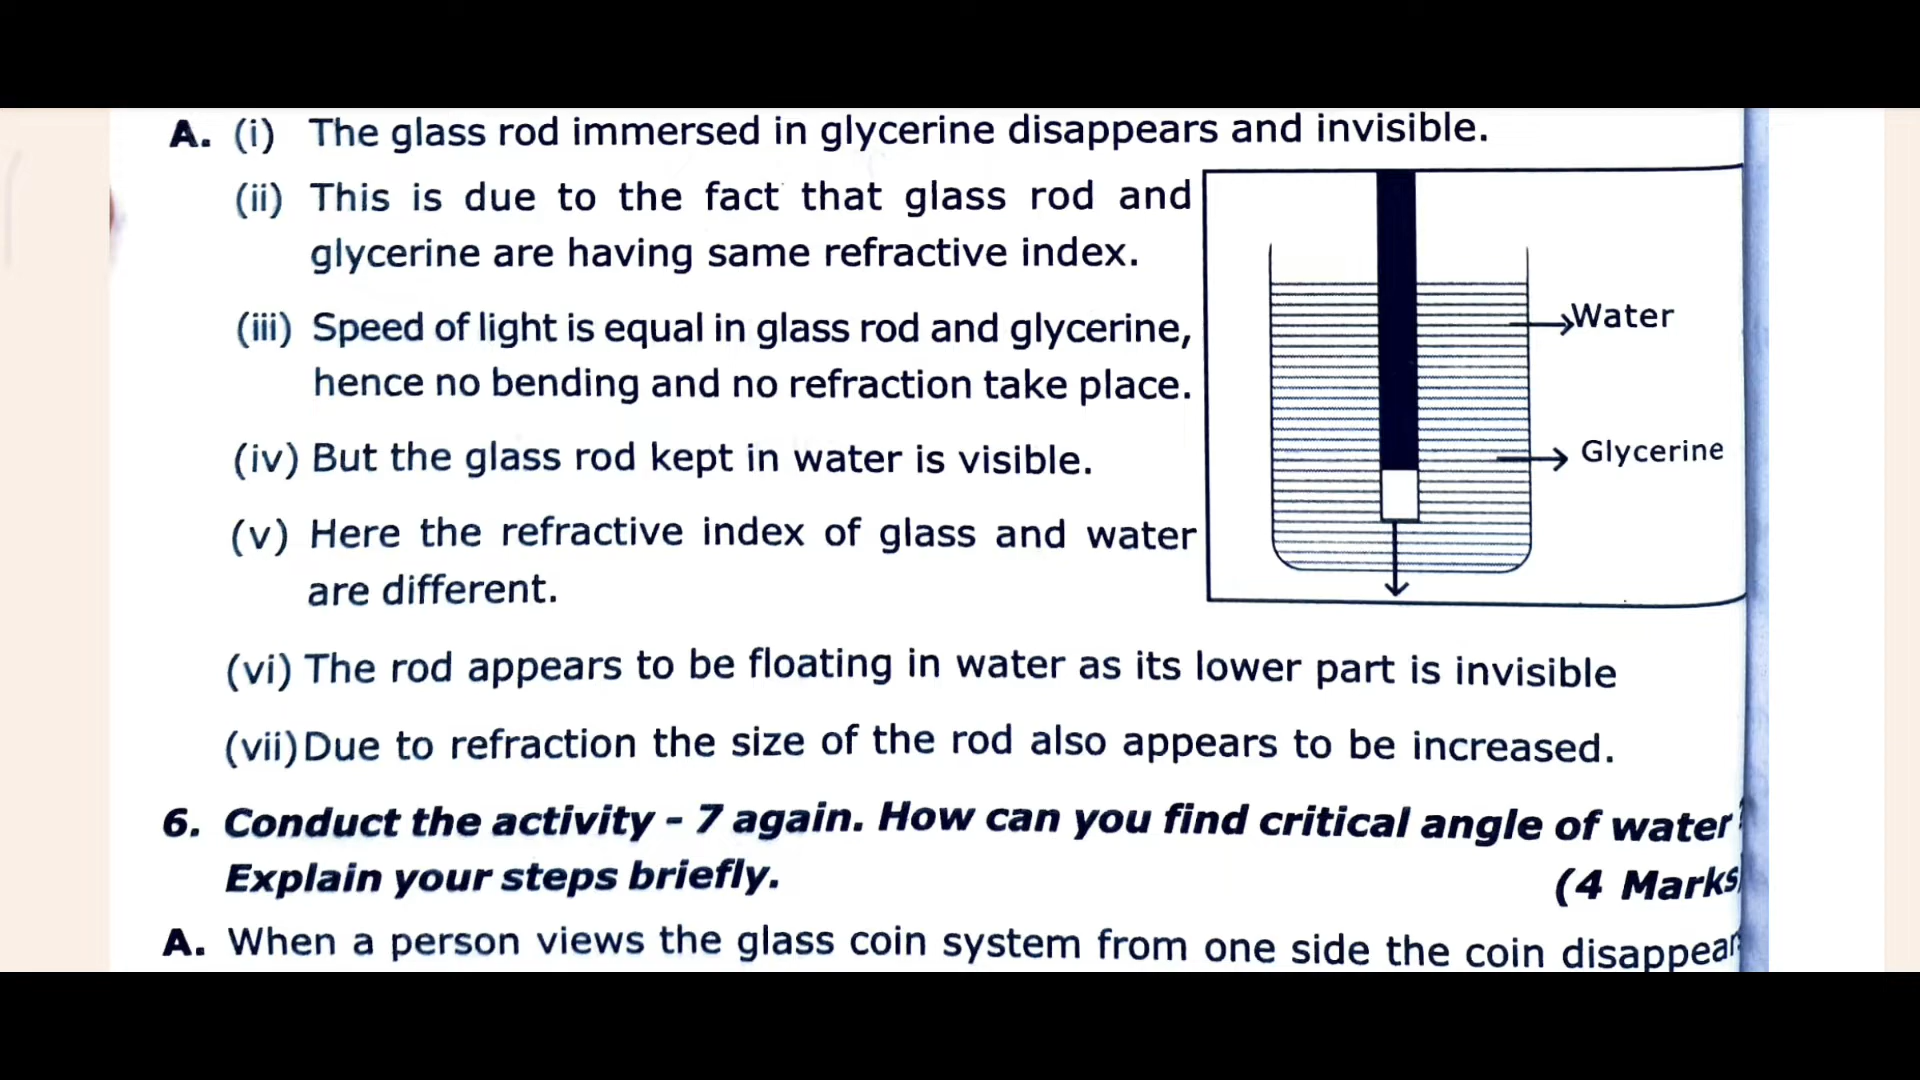 A. (i) The glass rod immersed in glycerine disappears and invisible.
(ii) This is due to the fact that glass rod and
glycerine are having same refractive index.
(iii) Speed of light is equal in glass rod and glycerine,
hence no bending and no refraction take place.
(iv) But the glass rod kept in water is visible.
(v) Here the refractive index of glass and water
are different.
Water
Glycerine
(vi) The rod appears to be floating in water as its lower part is invisible
(vii) Due to refraction the size of the rod also appears to be increased.
6. Conduct the activity - 7 again. How can you find critical angle of water?
Explain your steps briefly.
(4 Marks)
A. When a person views the glass coin system from one side the coin disappear